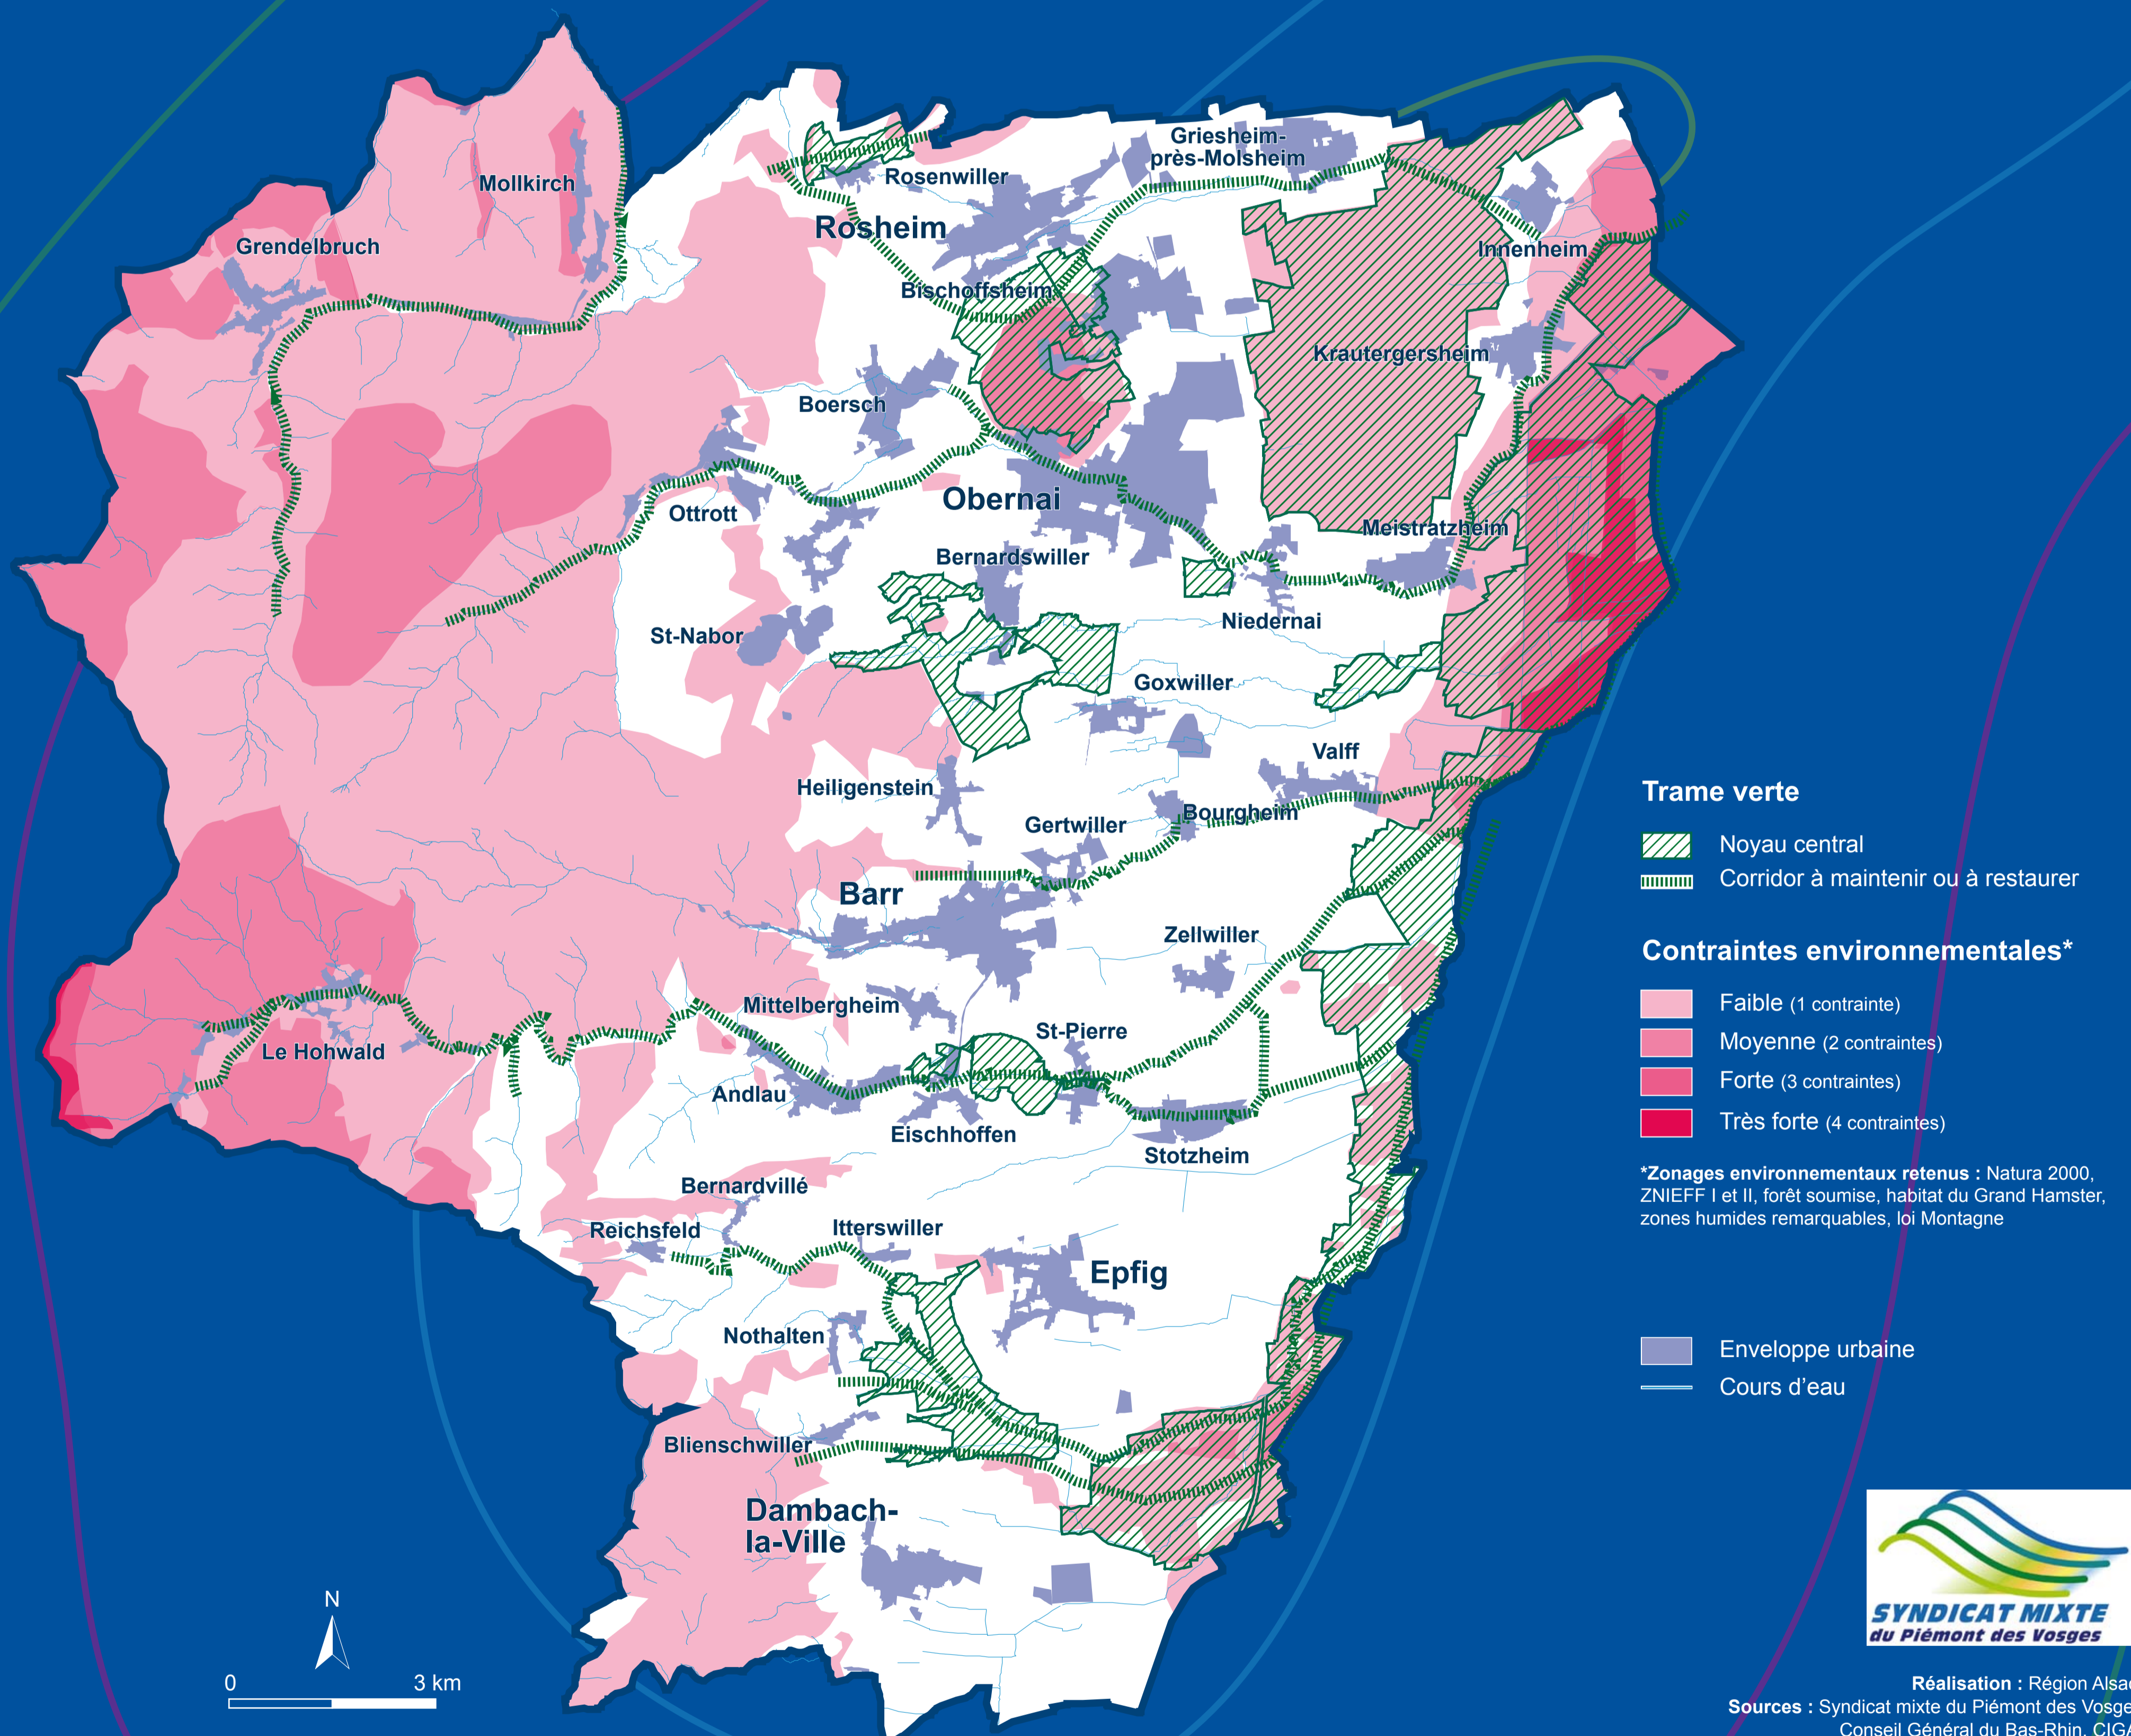 Griesheim-
près-Molsheim
Mollkirch
Rosenwiller
Rosheim
Grendelbruch
Innenheim
Bischoffsheim
Krautergersheim
Boersch
Obernai
Ottrott
Meistratzheim
Bernardswiller
Niedernai
St-Nabor
Goxwiller
Valff
Heiligenstein
Bourgheim
Gertwiller
Barr
Zellwiller
Mittelbergheim
St-Pierre
Le Hohwald
Andlau
Eischhoffen
Stotzheim
Bernardvillé
Reichsfeld
Itterswiller
Epfig
Nothalten
Blienschwiller
Dambach-
la-Ville
N
0 3 km
Trame verte
Noyau central
Corridor à maintenir ou à restaurer
Contraintes environnementales*
Faible (1 contrainte)
Moyenne (2 contraintes)
Forte (3 contraintes)
Très forte (4 contraintes)
*Zonages environnementaux retenus : Natura 2000,
ZNIEFF I et II, forêt soumise, habitat du Grand Hamster,
zones humides remarquables, loi Montagne
Enveloppe urbaine
Cours d'eau
SYNDICAT MIXTE
du Piémont des Vosges
Réalisation : Région
Sources : Syndicat mixte du Piémont des
Conseil Général du Bas-Rhin,